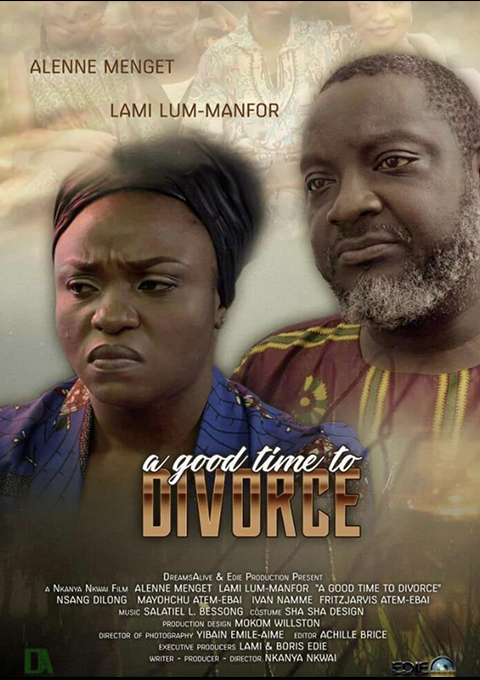 ALENNE MENGET
LAMI LUM-MANFOR
a good time to
DIVORCE
DREAMSALIVE & EDIE PRODUCTION PRESENT
A NKANYA NKWAI FILM ALENNE MENGET LAMI LUM-MANFOR "A GOOD TIME TO DIVORCE"
NSANG DILONG MAYOHCHU ATEM-EBAI IVAN NAMME FRITZJARVIS ATEM-EBAI
MUSIC SALATIEL L. BESSONG COSTUME SHA SHA DESIGN
PRODUCTION DESIGN MOKOM WILLSTON
DIRECTOR OF PHOTOGRAPHY YIBAIN EMILE-AIME EDITOR ACHILLE BRICE
EXECUTIVE PRODUCERS LAMI & BORIS EDIE
WRITER - PRODUCER - DIRECTOR NKANYA NKWAI
DA
EDIE